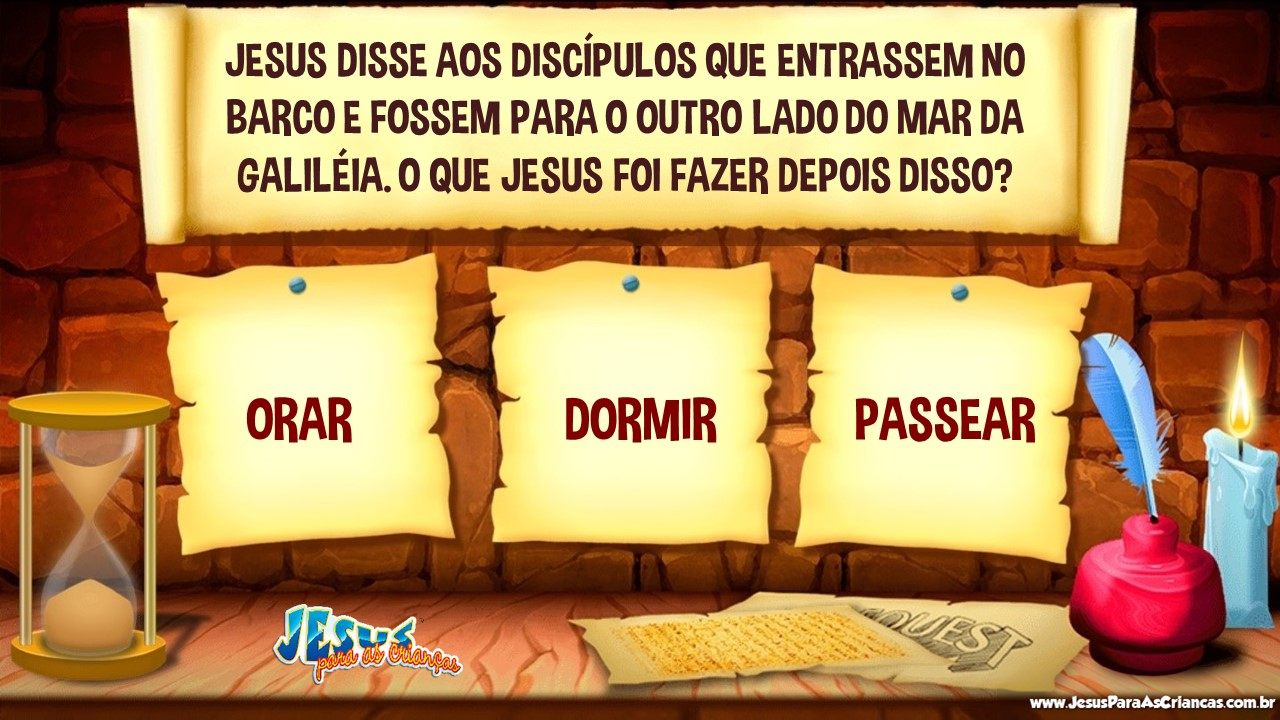 JESUS DISSE AOS DISCÍPULOS QUE ENTRASSEM NO
BARCO E FOSSEM PARA O OUTRO LADO DO MAR DA
GALILÉIA. O QUE JESUS FOI FAZER DEPOIS DISSO?
ORAR
DORMIR
PASSEAR
JESUS
para as crianças
QUEST
www.JesusParaAsCriancas.com.br